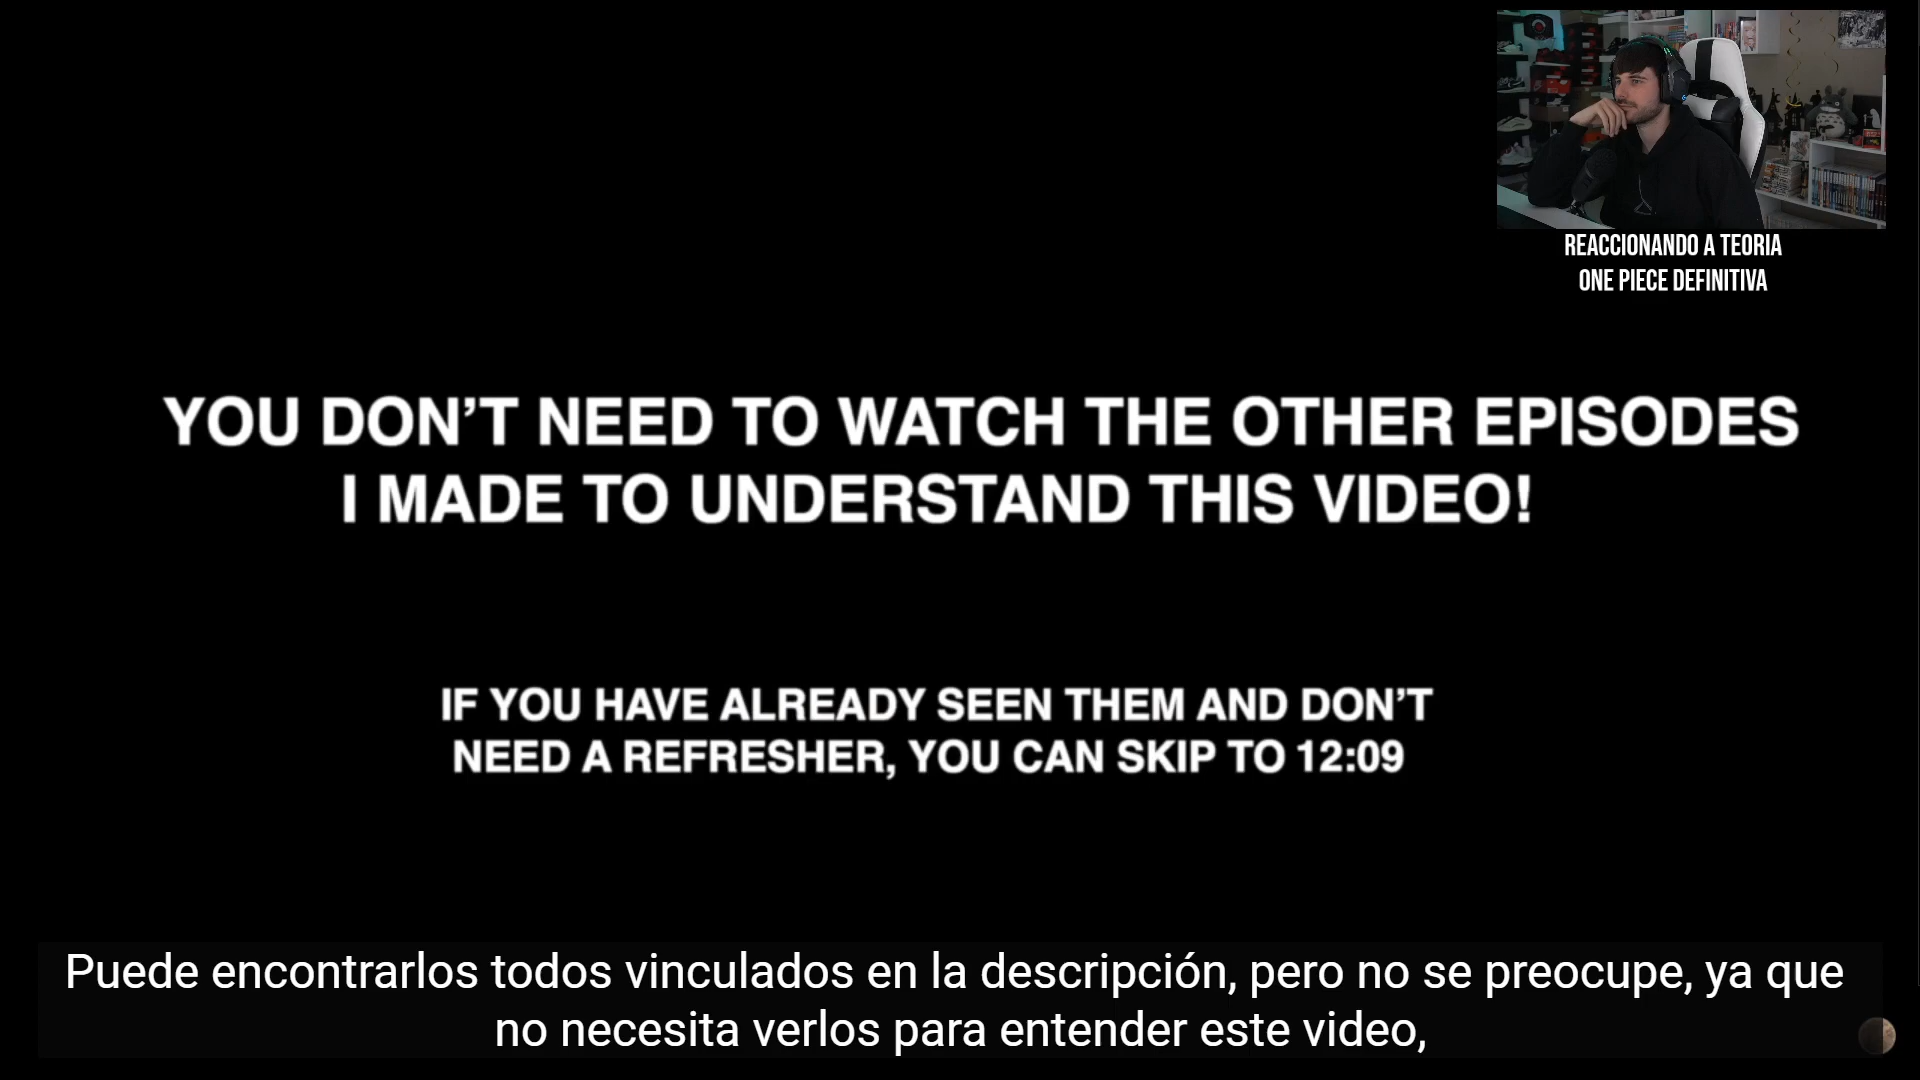 REACCIONANDO A TEORIA
ONE PIECE DEFINITIVA
YOU DON'T NEED TO WATCH THE OTHER EPISODES
I MADE TO UNDERSTAND THIS VIDEO!
IF YOU HAVE ALREADY SEEN THEM AND DON'T
NEED A REFRESHER, YOU CAN SKIP TO 12:09
Puede encontrarlos todos vinculados en la descripción, pero no se preocupe, ya que
no necesita verlos para entender este video,